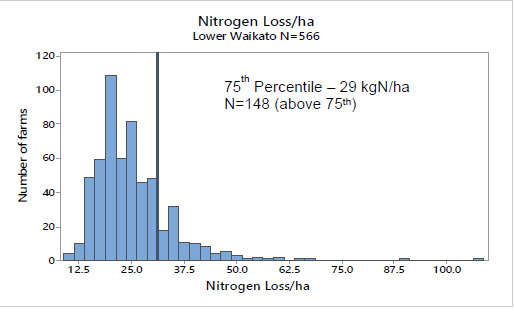 Nitrogen Loss/ha
Lower Waikato N=566
75th Percentile – 29 kgN/ha
N=148 (above 75th)
Number of farms
120
100
80
60
40
20
0
12.5 25.0 37.5 50.0 62.5 75.0 87.5 100.0
Nitrogen Loss/ha